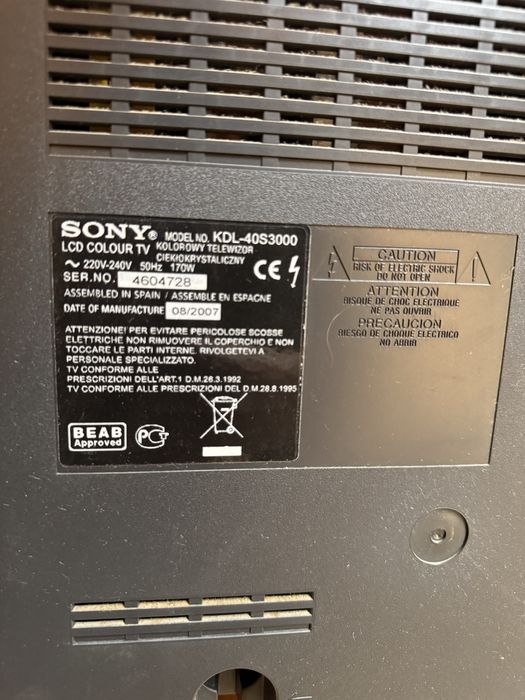 SONY® MODEL NO. KDL-40S3000
LCD COLOUR TV KOLOROWY TELEWIZOR
CIEKŁOKRYSTALICZNY
~ 220V-240V 50Hz 170W
SER.NO. 4604728
CE
ASSEMBLED IN SPAIN / ASSEMBLE EN ESPAGNE
DATE OF MANUFACTURE 08/2007
ATTENZIONE! PER EVITARE PERICOLOSE SCOSSE
ELETTRICHE NON RIMUOVERE IL COPERCHIO E NON
TOCCARE LE PARTI INTERNE. RIVOLGETEVI A
PERSONALE SPECIALIZZATO.
TV CONFORME ALLE
PRESCRIZIONI DELL'ART.1 D.M.26.3.1992
TV CONFORME ALLE PRESCRIZIONI DEL D.M.28.8.1995
BEAB
Approved
PCT
CAUTION
RISK OF ELECTRIC SHOCK
DO NOT OPEN
ATTENTION
RISQUE DE CHOC ELECTRIQUE
NE PAS OUVRIR
PRECAUCION
RIESGO DE CHOQUE ELECTRICO
NO ABRIR